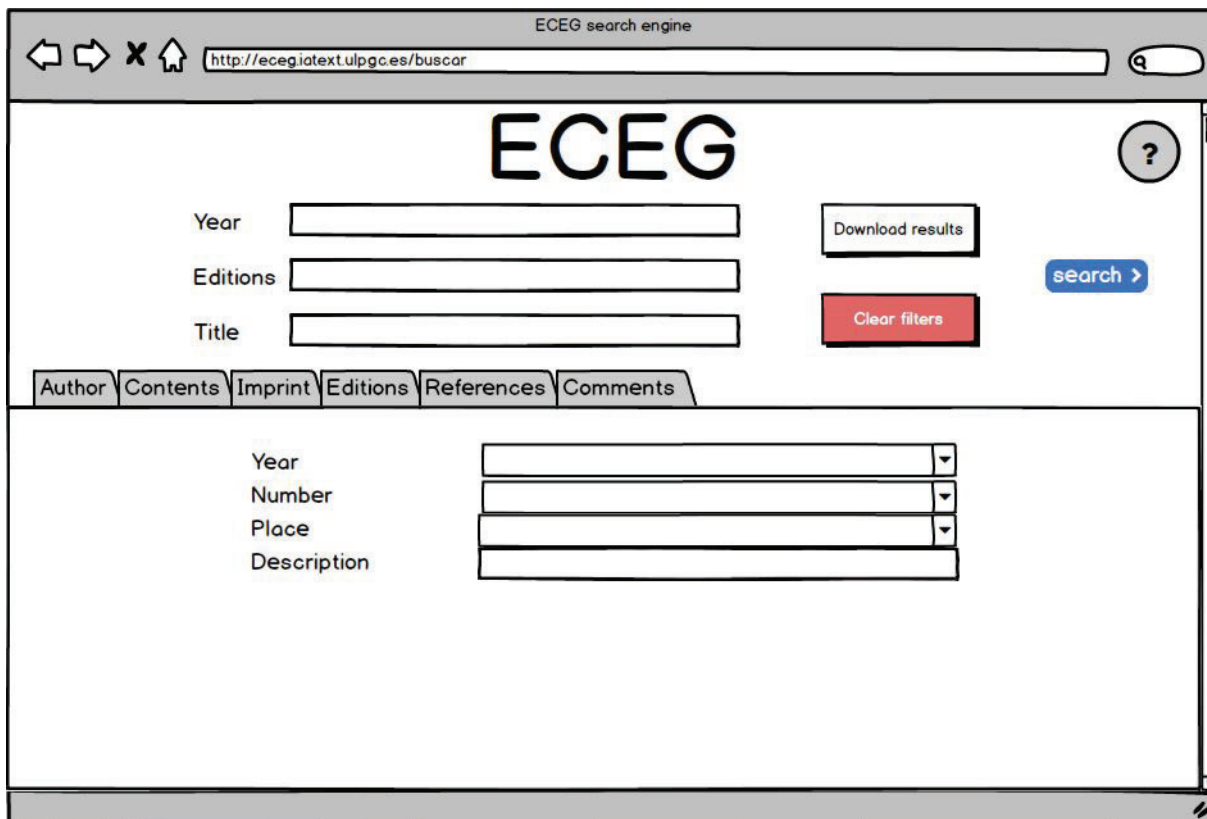 ECEG search engine
http://eceg.iatext.ulpgc.es/buscar
ECEG
?
Year
Download results
Editions
search >
Title
Clear filters
Author Contents Imprint Editions References Comments
Year
Number
Place
Description